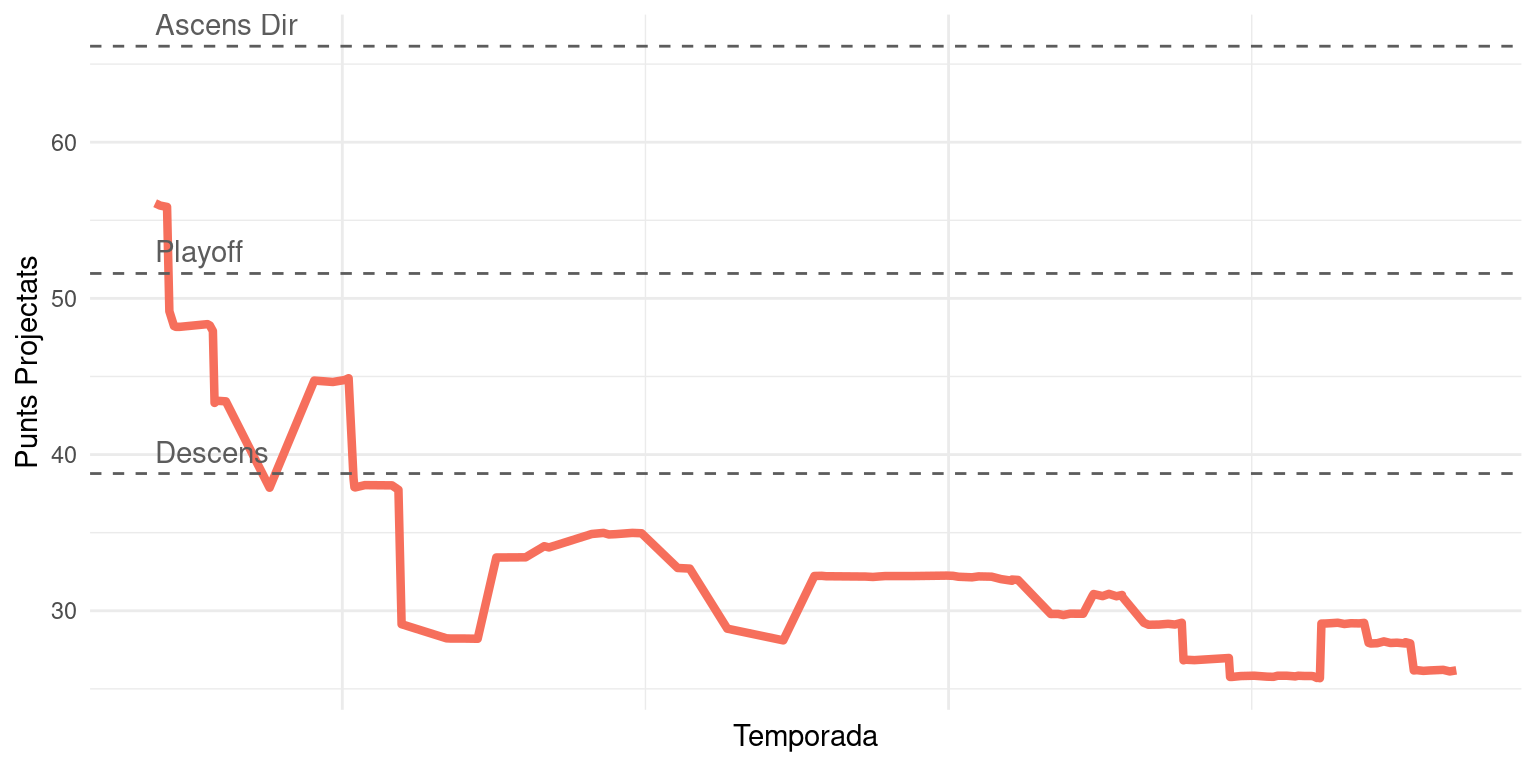 Ascens Dir
60
Playoff
50
Descens
40
30
Punts Projectats
Temporada